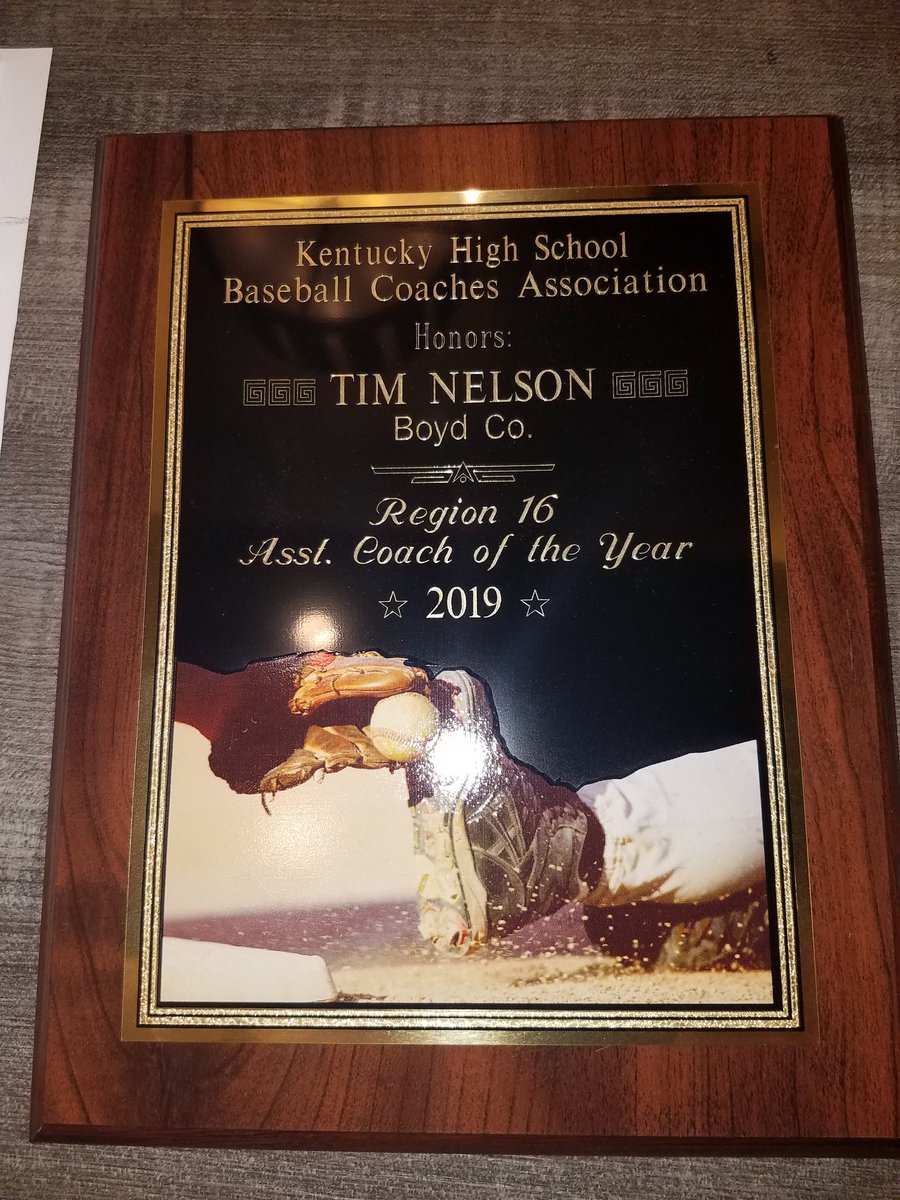 Kentucky High School
Baseball Coaches Association
Honors:
TIM NELSON
Boyd Co.
Region 16
Asst. Coach of the Year
☆ 2019 ☆